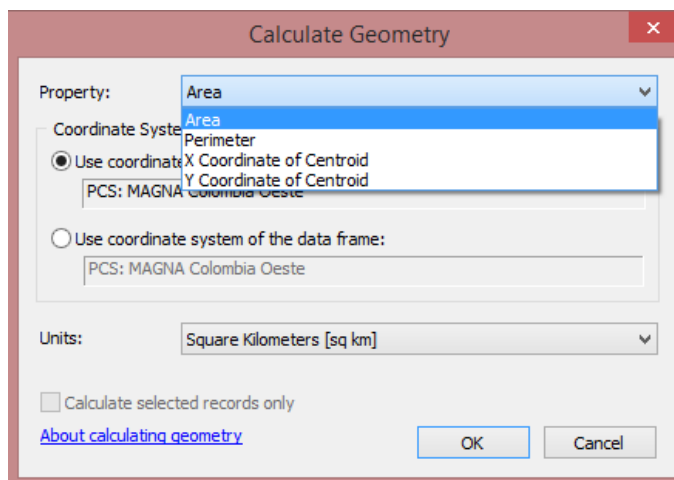 Calculate Geometry
Property:
Area
Area
Perimeter
X Coordinate of Centroid
Y Coordinate of Centroid
Coordinate Syste
Use coordinate
PCS: MAGNA Colombia Oeste
Use coordinate system of the data frame:
PCS: MAGNA Colombia Oeste
Units:
Square Kilometers [sq km]
Calculate selected records only
About calculating geometry
OK
Cancel